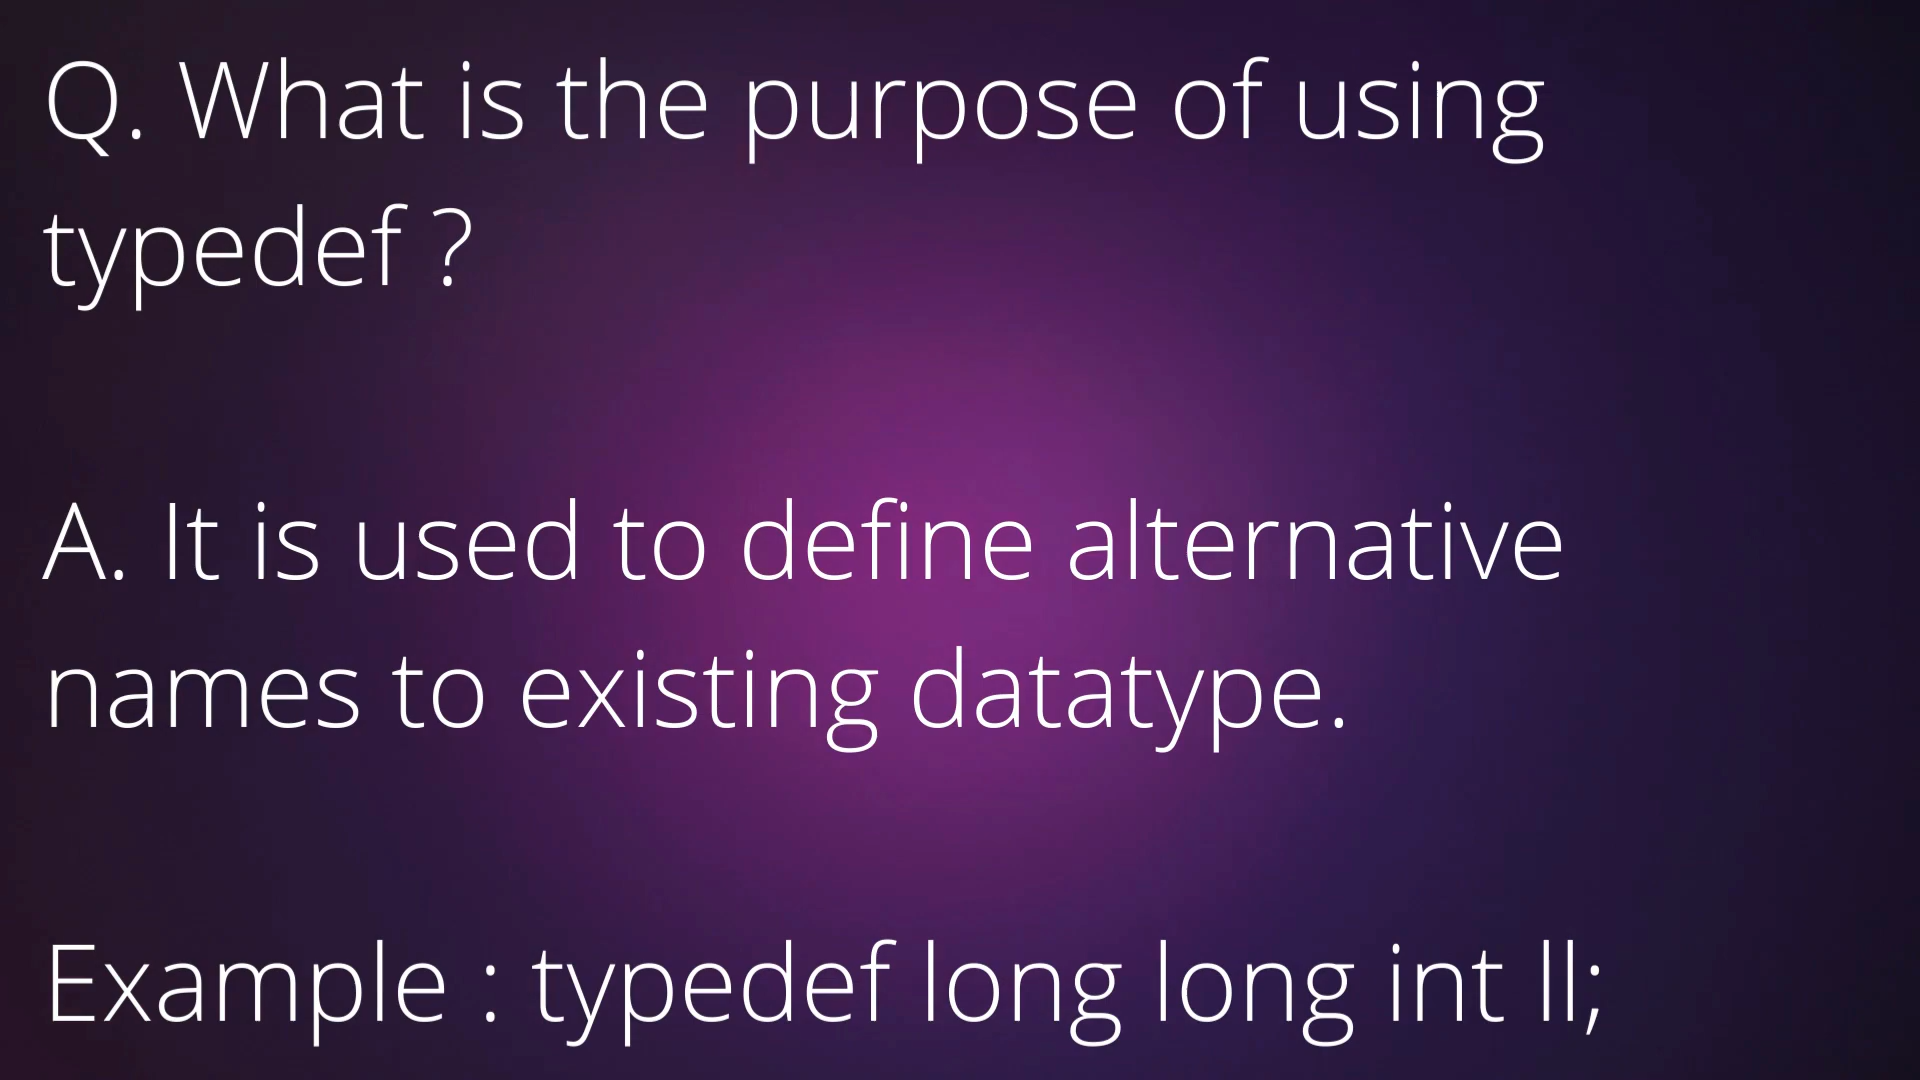 Q. What is the purpose of using
typedef ?
A. It is used to define alternative
names to existing datatype.
Example : typedef long long int ll;